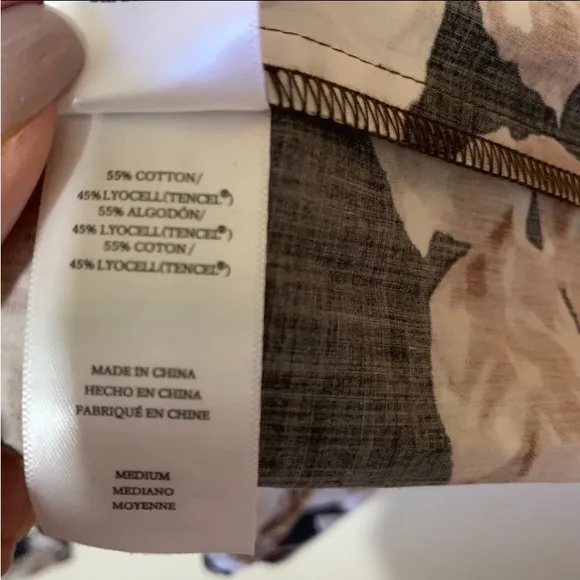 55% COTTON/
45% LYOCELL(TENCEL®)
55% ALGODÓN/
45% LYOCELL(TENCEL®)
55% COTON/
45% LYOCELL(TENCEL®)
MADE IN CHINA
HECHO EN CHINA
FABRIQUÉ EN CHINE
MEDIUM
MEDIANO
MOYENNE